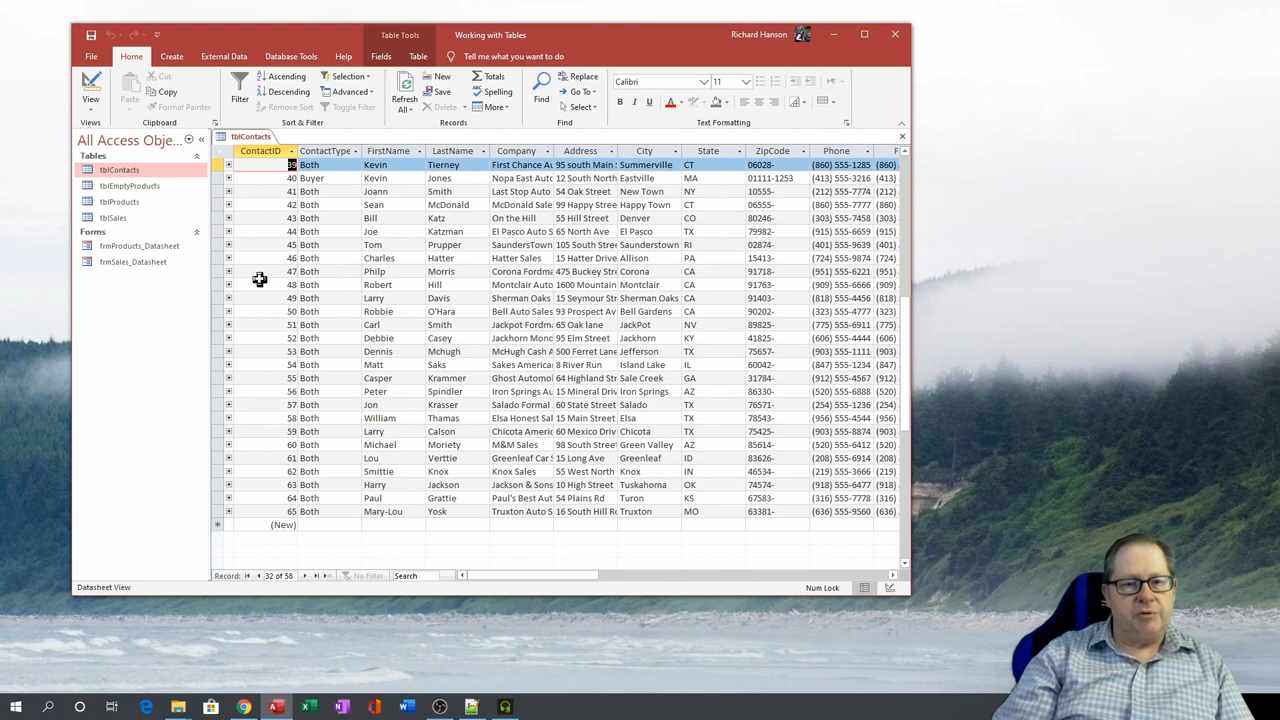 Table Tools Working with Tables Richard Hanson
File Home Create External Data Database Tools Help Fields Table Tell me what you want to do
View Paste Cut Copy Format Painter Filter Ascending Descending Remove Sort Selection Advanced Toggle Filter Refresh All New Save Delete Totals Spelling More Find Replace Go To Select Calibri 11 B I U A
Views Clipboard Sort & Filter Records Find Text Formatting
All Access Obje...
Tables
tblContacts
tblEmptyProducts
tblProducts
tblSales
Forms
frmProducts_Datasheet
frmSales_Datasheet
tblContacts
ContactID ContactType FirstName LastName Company Address City State ZipCode Phone F
39 Both Kevin Tierney First Chance Au 95 south Main Summerville CT 06028- (860) 555-1285 (860)
40 Buyer Kevin Jones Nopa East Auto 12 South North Eastville MA 01111-1253 (413) 555-3216 (413)
41 Both Joann Smith Last Stop Auto 54 Oak Street New Town NY 10555- (212) 555-7774 (212)
42 Both Sean McDonald McDonald Sale 99 Happy Street Happy Town CT 06555- (212) 555-7777 (212)
43 Both Bill Katz On the Hill 55 Hill Street Denver CO 80246- (303) 555-7458 (303)
44 Both Joe Katzman El Paso Auto S 65 North Ave El Paso TX 79982- (915) 555-6659 (915)
45 Both Tom Prupper SaundersTown 105 South Stree Saunderstown RI 02874- (401) 555-9639 (401)
46 Both Charles Hatter Hatter Sales 15 Hatter Drive Allison PA 15413- (724) 555-9874 (724)
47 Both Philp Morris Corona Fordma 475 Buckey Str Corona CA 91718- (951) 555-6221 (951)
48 Both Robert Hill Montclair Auto 1600 Mountain Montclair CA 91763- (909) 555-6666 (909)
49 Both Larry Davis Sherman Oaks 15 Seymour Str Sherman Oaks CA 91403- (818) 555-4456 (818)
50 Both Robbie O'Hara Bell Auto Sales 93 Prospect Av Bell Gardens CA 90202- (323) 555-4777 (323)
51 Both Carl Smith Jackpot Fordma 65 Oak lane JackPot NV 89825- (775) 555-6911 (775)
52 Both Debbie Casey Jackhorn Mond 95 Elm Street Jackhorn KY 41825- (606) 555-4444 (606)
53 Both Dennis Mchugh McHugh Cash A 500 Ferret Lane Jefferson TX 75657- (903) 555-1111 (903)
54 Both Matt Saks Sakes American 8 River Run Island Lake IL 60042- (847) 555-1234 (847)
55 Both Casper Krammer Ghost Automol 64 Highland Str Sale Creek GA 31784- (912) 555-4567 (912)
56 Both Peter Spindler Iron Springs Au 15 Mineral Driv Iron Springs AZ 86330- (520) 555-6888 (520)
57 Both Jon Krasser Salado Formal 60 State Street Salado TX 76571- (254) 555-1236 (254)
58 Both William Thamas Elsa Honest Sal 15 Main Street Elsa TX 78543- (956) 555-4544 (956)
59 Both Larry Calson Chicota Americ 60 Mexico Driv Chicota TX 75425- (903) 555-8874 (903)
60 Both Michael Moriety M&M Sales 98 South Street Green Valley AZ 85614- (520) 555-6412 (520)
61 Both Lou Verttie Greenleaf Car 15 Long Ave Greenleaf ID 83626- (208) 555-6914 (208)
62 Both Smittie Knox Knox Sales 55 West North Knox IN 46534- (219) 555-3666 (219)
63 Both Harry Jackson Jackson & Sons 10 High Street Tuskahoma OK 74574- (918) 555-6477 (918)
64 Both Paul Grattie Paul's Best Aut 54 Plains Rd Turon KS 67583- (316) 555-7778 (316)
65 Both Mary-Lou Yosk Truxton Auto S 16 South Hill R Truxton MO 63381- (636) 555-9560 (636)
(New)
Record: 32 of 58 No Filter Search
Datasheet View Num Lock